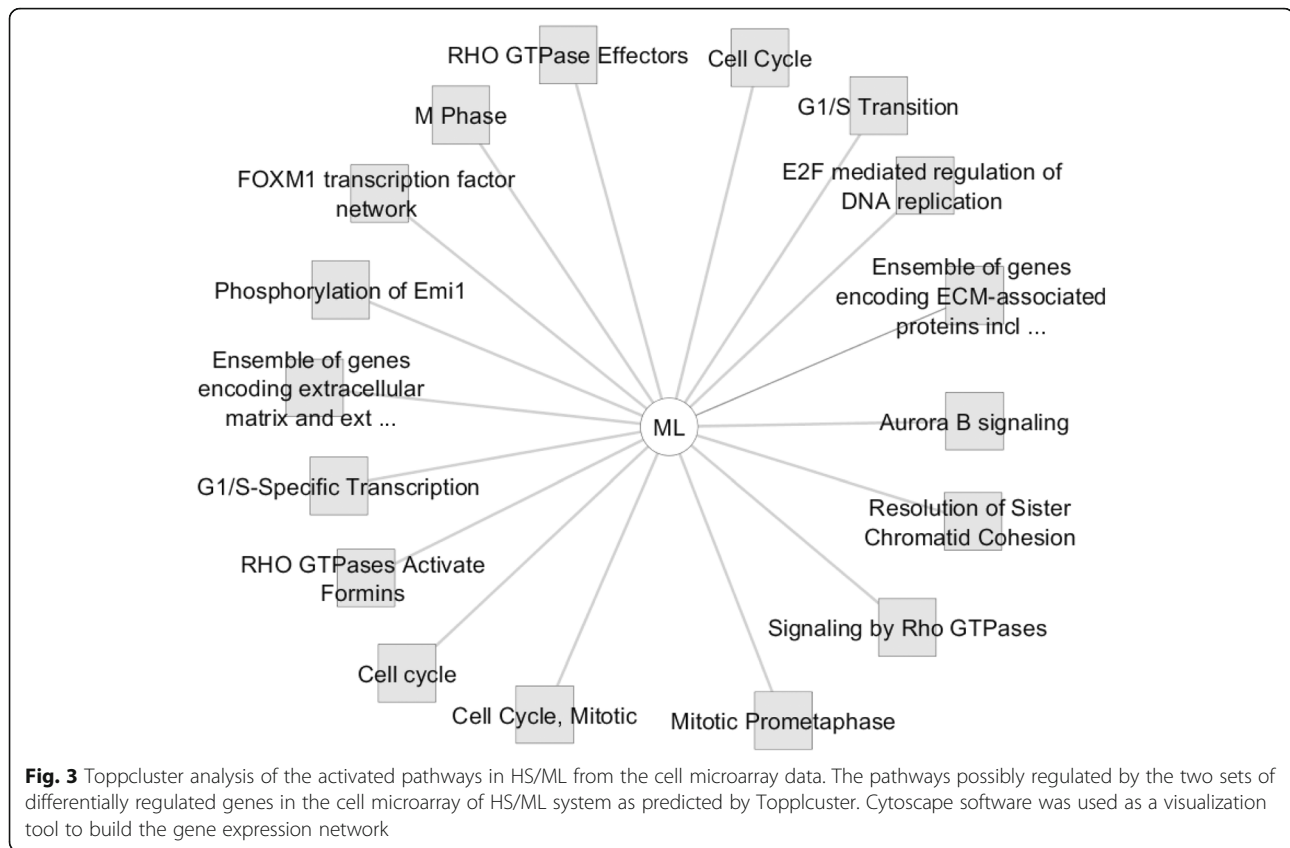 RHO GTPase Effectors
Cell Cycle
M Phase
G1/S Transition
FOXM1 transcription factor
network
E2F mediated regulation of
DNA replication
Phosphorylation of Emi1
Ensemble of genes
encoding ECM-associated
proteins incl ...
Ensemble of genes
encoding extracellular
matrix and ext ...
ML
Aurora B signaling
G1/S-Specific Transcription
Resolution of Sister
Chromatid Cohesion
RHO GTPases Activate
Formins
Signaling by Rho GTPases
Cell cycle
Cell Cycle, Mitotic
Mitotic Prometaphase
Fig. 3 Toppcluster analysis of the activated pathways in HS/ML from the cell microarray data. The pathways possibly regulated by the two sets of
differentially regulated genes in the cell microarray of HS/ML system as predicted by Topplcuster. Cytoscape software was used as a visualization
tool to build the gene expression network